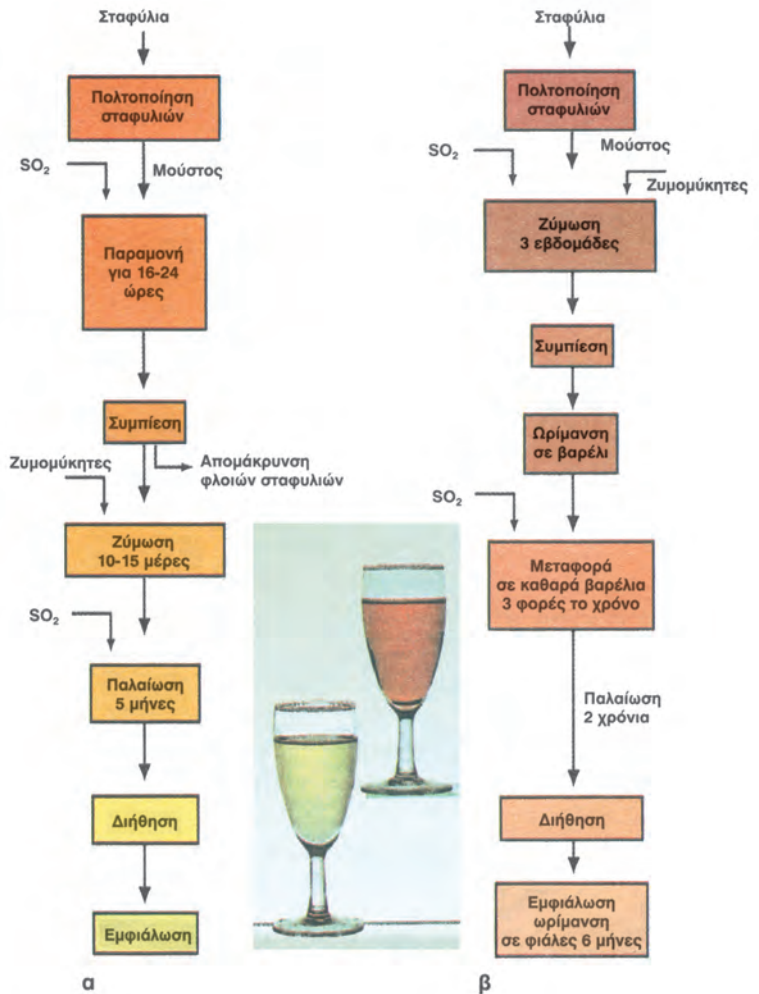 Σταφύλια
Πολτοποίηση
σταφυλιών
SO2
Μούστος
Παραμονή
για 16-24
ώρες
Συμπίεση
Ζυμομύκητες
Απομάκρυνση
φλοιών σταφυλιών
Ζύμωση
10-15 μέρες
SO2
Παλαίωση
5 μήνες
Διήθηση
Εμφιάλωση
α
Σταφύλια
Πολτοποίηση
σταφυλιών
SO2
Μούστος
Ζυμομύκητες
Ζύμωση
3 εβδομάδες
Συμπίεση
Ωρίμανση
σε βαρέλι
SO2
Μεταφορά
σε καθαρά βαρέλια
3 φορές το χρόνο
Παλαίωση
2 χρόνια
Διήθηση
Εμφιάλωση
ωρίμανση
σε φιάλες 6 μήνες
β